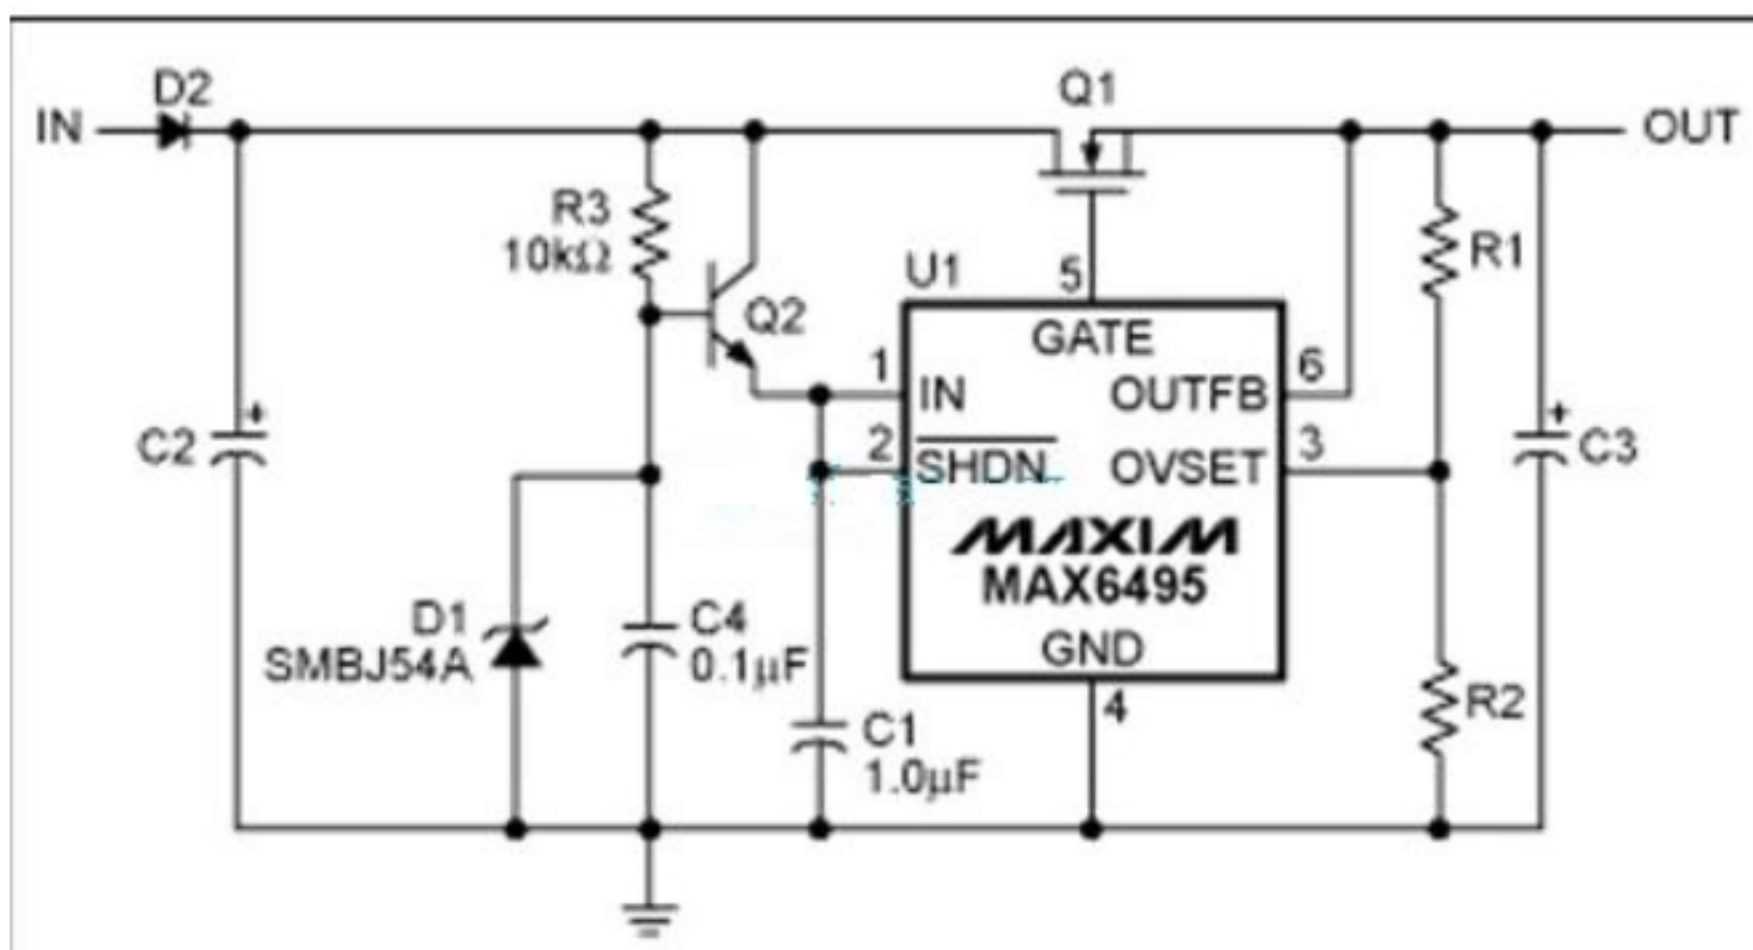 D2
Q1
IN
OUT
R3
10kΩ
U1
5
R1
Q2
GATE
1
6
IN
OUTFB
C2
+
2
3
+
C3
SHDN
OVSET
MAXIM
MAX6495
D1
SMBJ54A
C4
0.1μF
GND
4
R2
C1
1.0μF